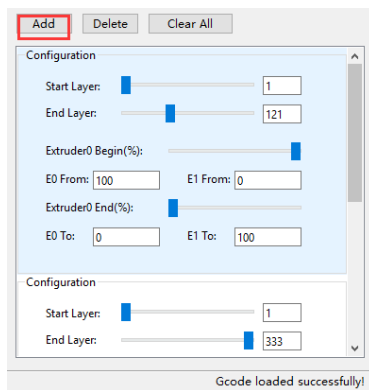 Add Delete Clear All
Configuration
Start Layer: 1
End Layer: 121
Extruder0 Begin(%):
E0 From: 100 E1 From: 0
Extruder0 End(%):
E0 To: 0 E1 To: 100
Configuration
Start Layer: 1
End Layer: 333
Gcode loaded successfully!